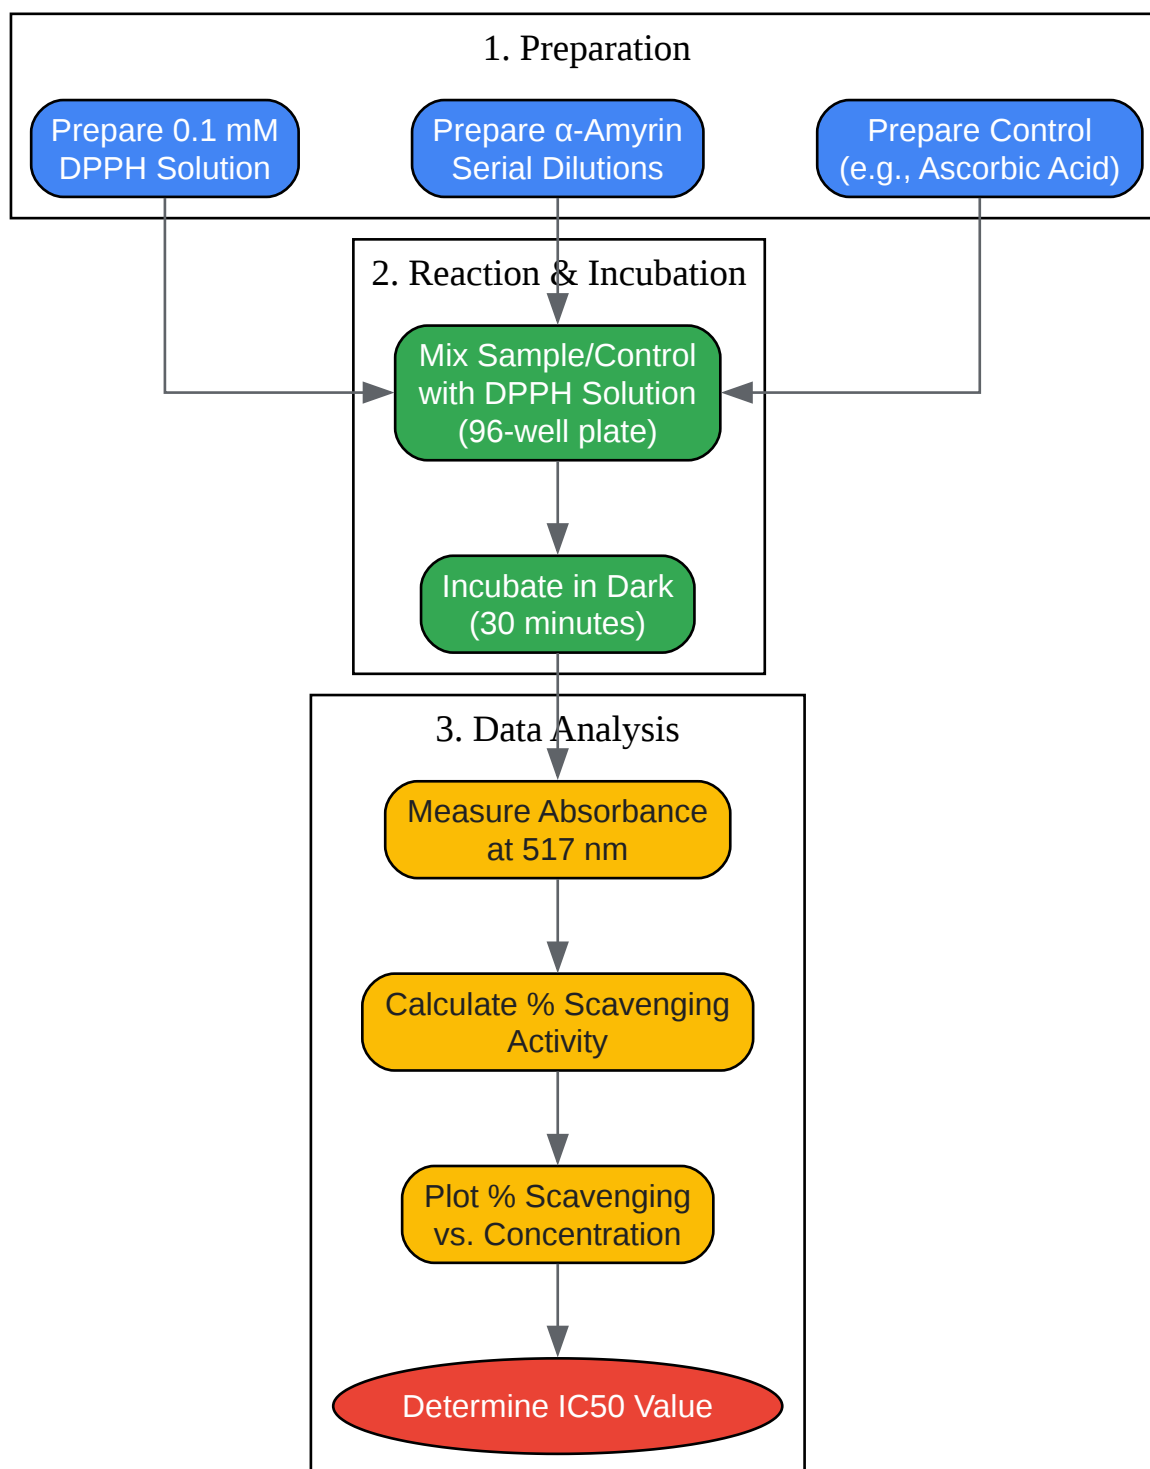 1. Preparation
Prepare 0.1 mM
DPPH Solution
Prepare α-Amyrin
Serial Dilutions
Prepare Control
(e.g., Ascorbic Acid)
2. Reaction & Incubation
Mix Sample/Control
with DPPH Solution
(96-well plate)
Incubate in Dark
(30 minutes)
3. Data Analysis
Measure Absorbance
at 517 nm
Calculate % Scavenging
Activity
Plot % Scavenging
vs. Concentration
Determine IC50 Value